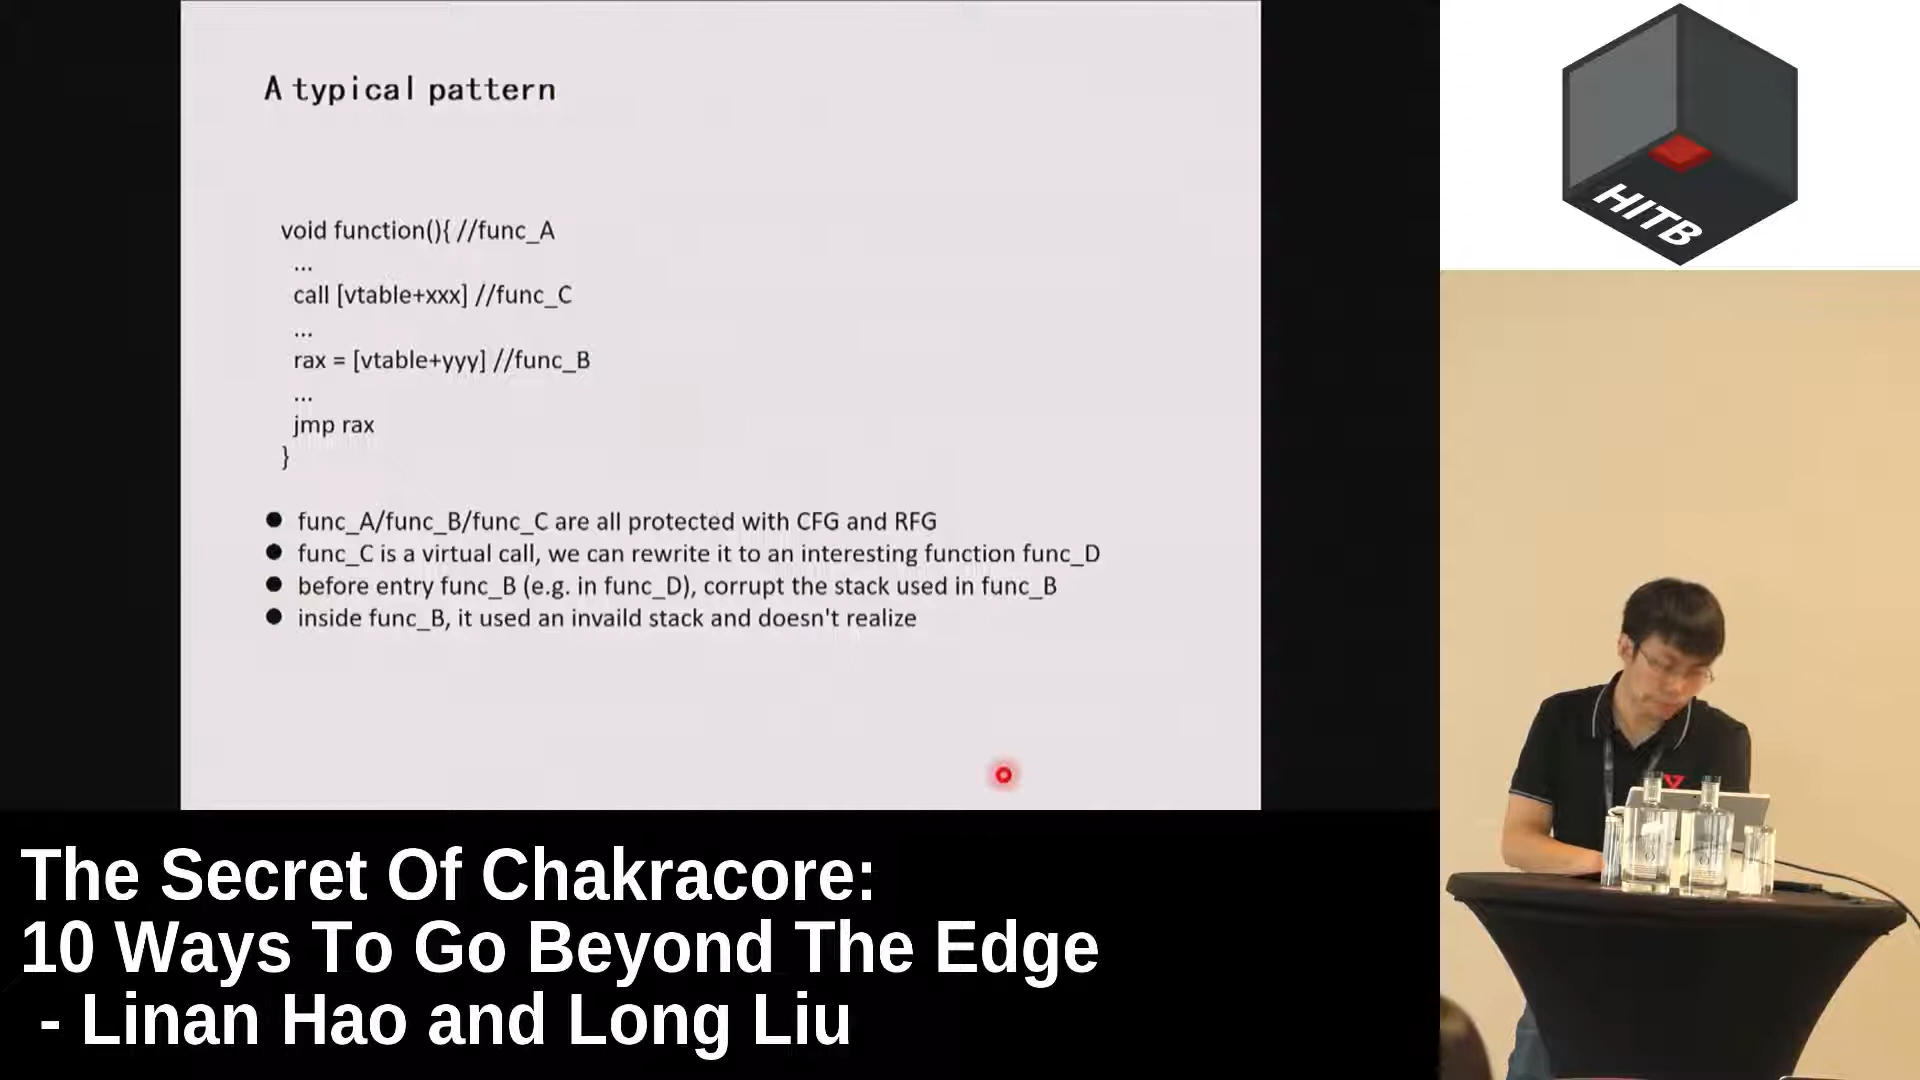 A typical pattern
void function(){ //func_A
...
call [vtable+xxx] //func_C
...
rax = [vtable+yyy] //func_B
...
jmp rax
}
● func_A/func_B/func_C are all protected with CFG and RFG
● func_C is a virtual call, we can rewrite it to an interesting function func_D
● before entry func_B (e.g. in func_D), corrupt the stack used in func_B
● inside func_B, it used an invaild stack and doesn't realize
HITB
The Secret Of Chakracore:
10 Ways To Go Beyond The Edge
- Linan Hao and Long Liu